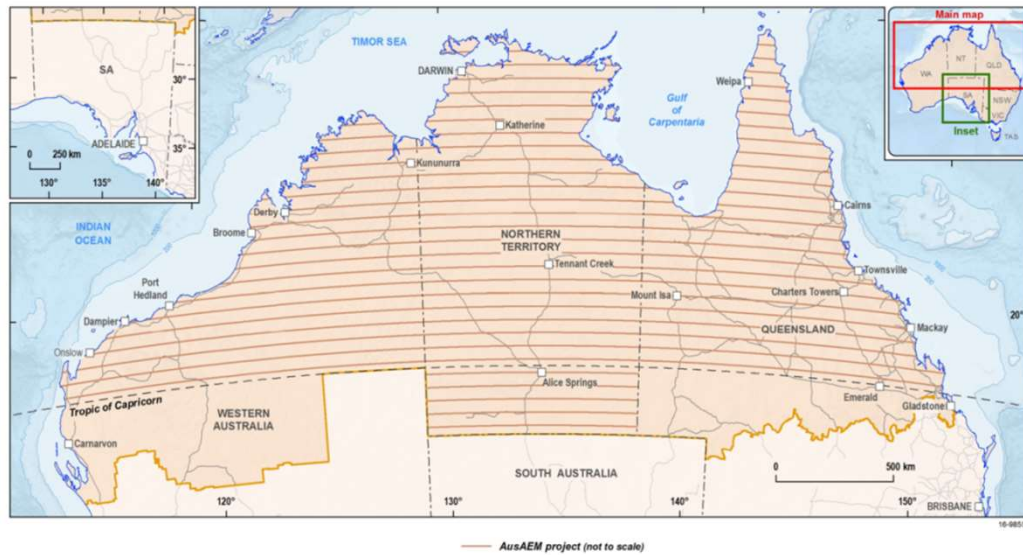 SA
ADELAIDE
0 250 km
30°
35°
130° 135° 140°
TIMOR SEA
DARWIN
Katherine
Kununurra
Weipa
Gulf
of
Carpentaria
Main map
WA
NT
QLD
SA
NSW
VIC
TAS
Inset
INDIAN
OCEAN
Derby
Broome
Port
Hedland
Dampier
Onslow
NORTHERN
TERRITORY
Tennant Creek
Mount Isa
Cairns
Townsville
Charters Towers
QUEENSLAND
Mackay
20°
Tropic of Capricorn
Alice Springs
Emerald
Gladstone
WESTERN
AUSTRALIA
Carnarvon
SOUTH AUSTRALIA
0 500 km
BRISBANE
120° 130° 140° 150°
AusAEM project (not to scale)